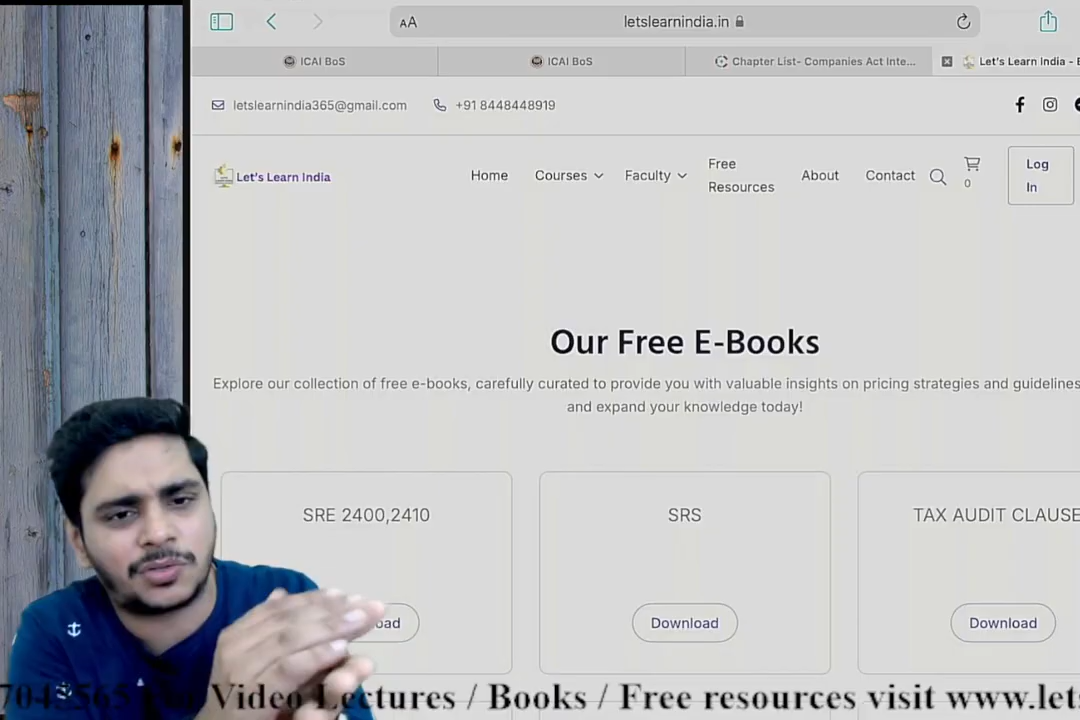 AA letslearnindia.in
ICAI BoS
ICAI BoS
Chapter List- Companies Act Inte...
Let's Learn India -
letslearnindia365@gmail.com +91 8448448919
Let's Learn India
Home Courses Faculty Free Resources About Contact 0 Log In
Our Free E-Books
Explore our collection of free e-books, carefully curated to provide you with valuable insights on pricing strategies and guidelines
and expand your knowledge today!
SRE 2400,2410 SRS TAX AUDIT CLAUSE
Download Download
Video Lectures / Books / Free resources visit www.lets